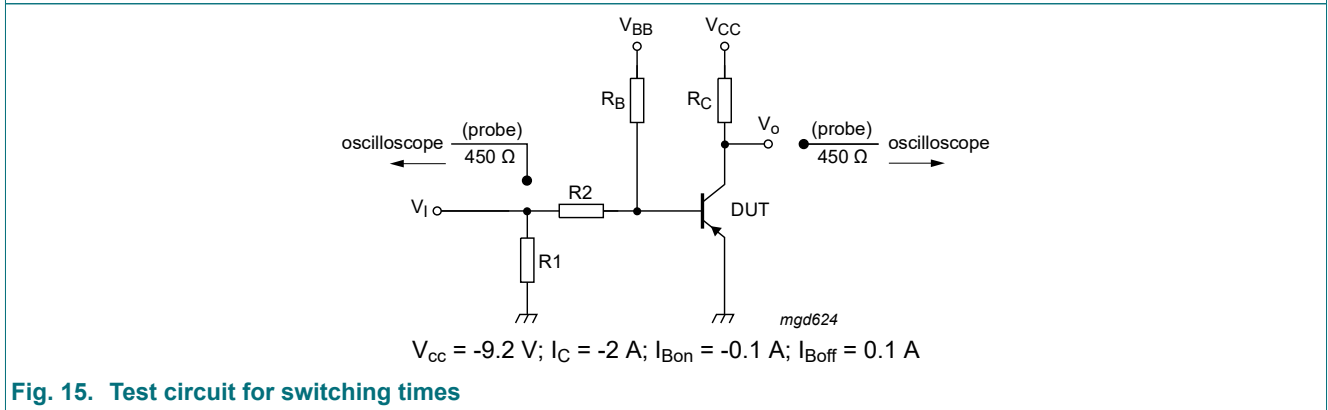 V_BB V_CC
R_B R_C
V_o
oscilloscope (probe) 450 Ω
(probe) 450 Ω oscilloscope
R2
V_I
DUT
R1
mgd624
V_cc = -9.2 V; I_C = -2 A; I_Bon = -0.1 A; I_Boff = 0.1 A
Fig. 15. Test circuit for switching times